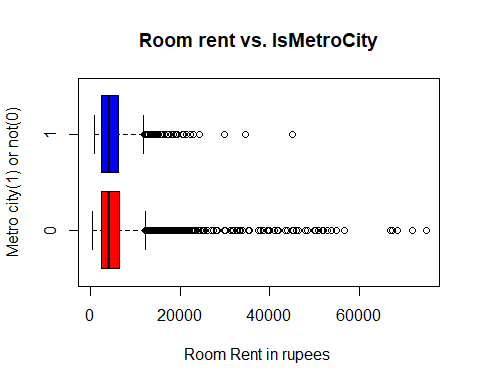 Room rent vs. IsMetroCity
Metro city(1) or not(0)
1
0
0
20000
40000
60000
Room Rent in rupees